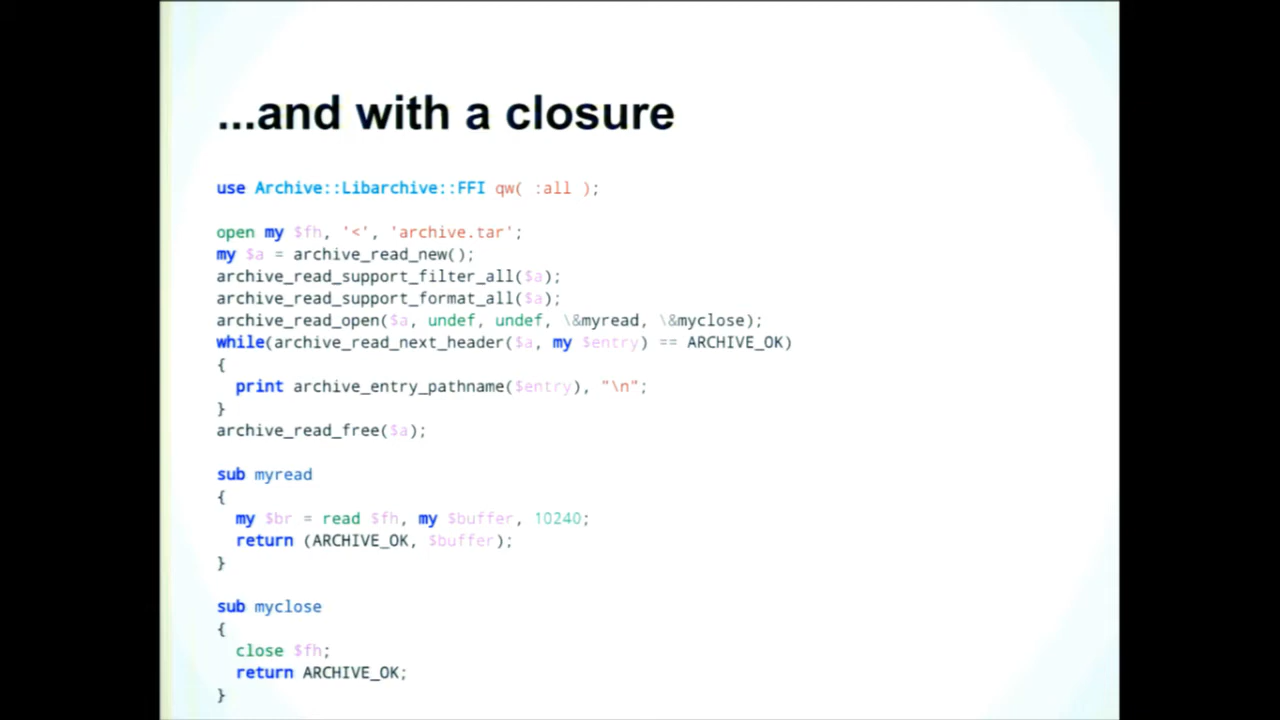 ...and with a closure
use Archive::Libarchive::FFI qw( :all );
open my $fh, '<', 'archive.tar';
my $a = archive_read_new();
archive_read_support_filter_all($a);
archive_read_support_format_all($a);
archive_read_open($a, undef, undef, \&myread, \&myclose);
while(archive_read_next_header($a, my $entry) == ARCHIVE_OK)
{
  print archive_entry_pathname($entry), "\n";
}
archive_read_free($a);
sub myread
{
  my $br = read $fh, my $buffer, 10240;
  return (ARCHIVE_OK, $buffer);
}
sub myclose
{
  close $fh;
  return ARCHIVE_OK;
}